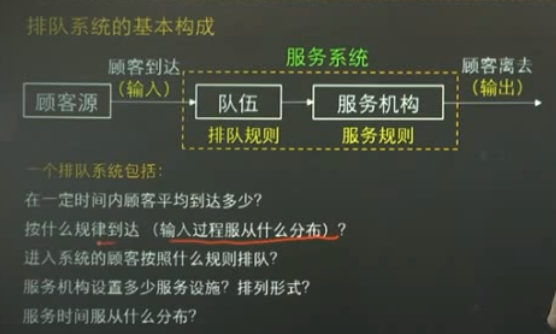 排队系统的基本构成
服务系统
顾客到达
(输入)
顾客离去
(输出)
顾客源
队伍
服务机构
排队规则
服务规则
一个排队系统包括:
在一定时间内顾客平均到达多少?
按什么规律到达 (输入过程服从什么分布)?
进入系统的顾客按照什么规则排队?
服务机构设置多少服务设施? 排列形式?
服务时间服从什么分布?